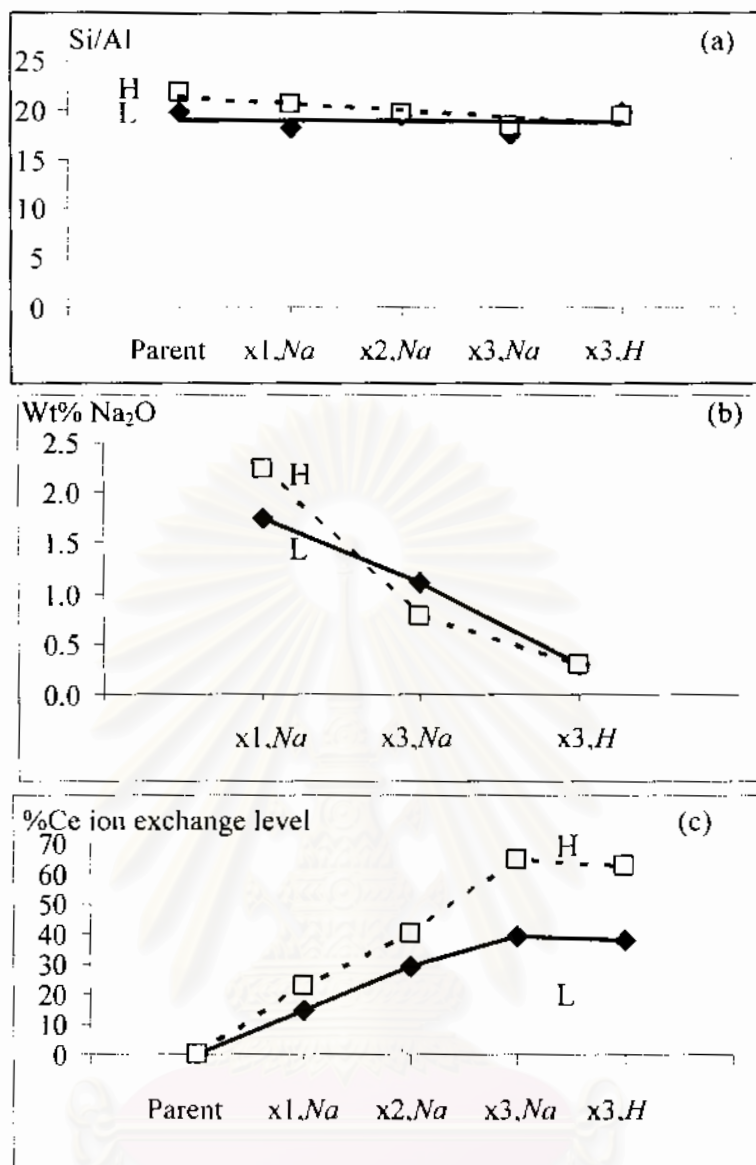 Si/Al (a)
25
20
15
10
5
0
H
L
Parent x1,Na x2,Na x3,Na x3,H
Wt% Na₂O (b)
2.5
2.0
1.5
1.0
0.5
0.0
H
L
x1,Na x3,Na x3,H
%Ce ion exchange level (c)
70
60
50
40
30
20
10
0
H
L
Parent x1,Na x2,Na x3,Na x3,H